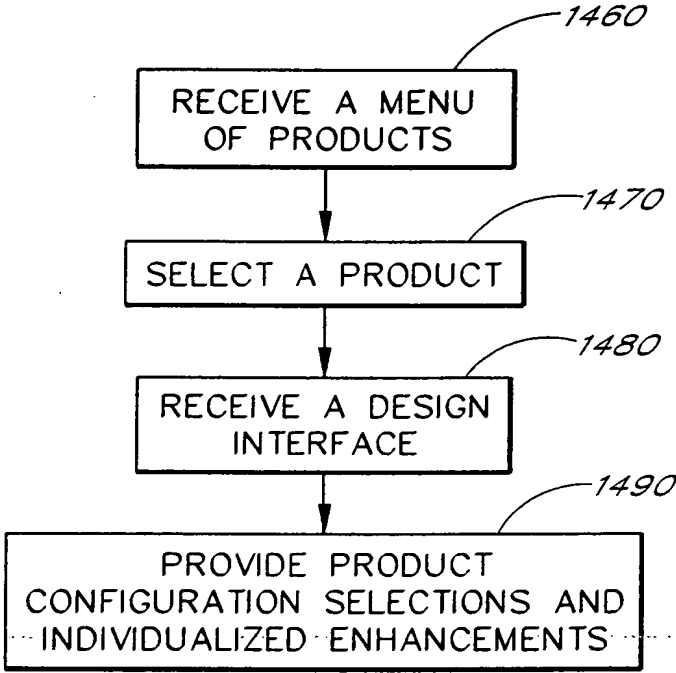 1460
RECEIVE A MENU
OF PRODUCTS
1470
SELECT A PRODUCT
1480
RECEIVE A DESIGN
INTERFACE
1490
PROVIDE PRODUCT
CONFIGURATION SELECTIONS AND
INDIVIDUALIZED ENHANCEMENTS